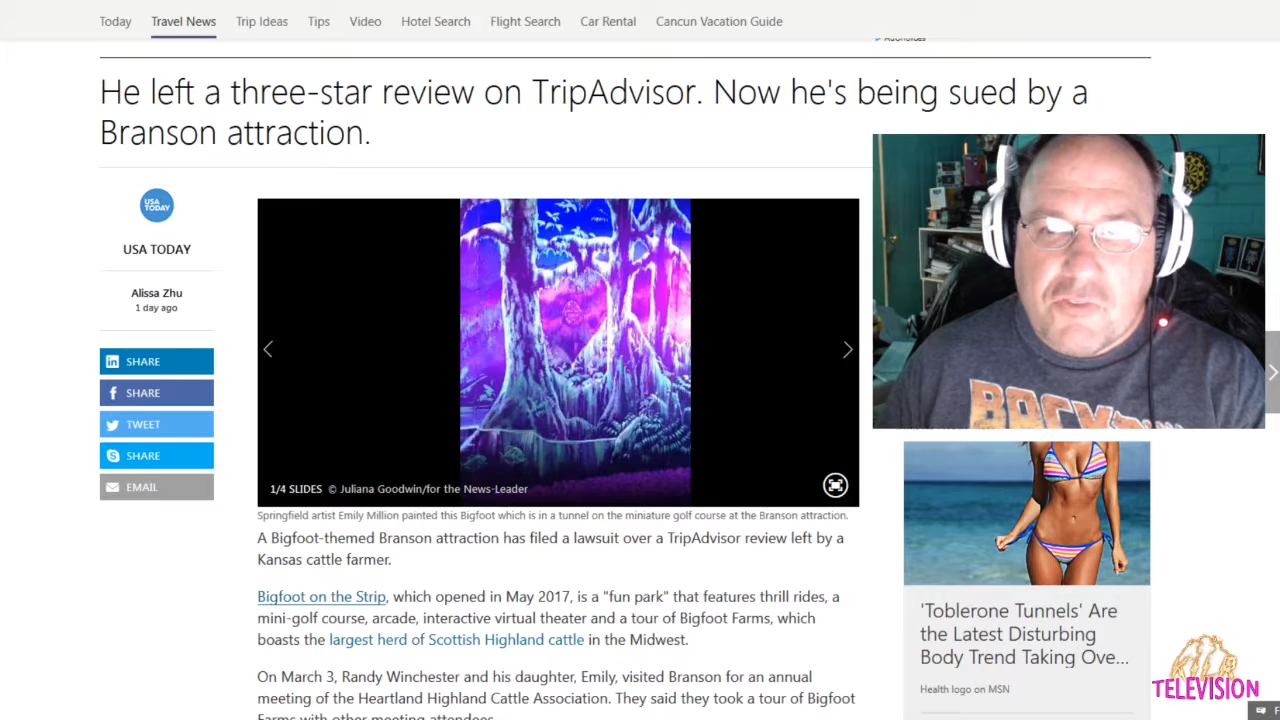 Today Travel News Trip Ideas Tips Video Hotel Search Flight Search Car Rental Cancun Vacation Guide
He left a three-star review on TripAdvisor. Now he's being sued by a
Branson attraction.
USA
TODAY
USA TODAY
Alissa Zhu
1 day ago
in SHARE
f SHARE
TWEET
SHARE
EMAIL
1/4 SLIDES © Juliana Goodwin/for the News-Leader
Springfield artist Emily Million painted this Bigfoot which is in a tunnel on the miniature golf course at the Branson attraction.
A Bigfoot-themed Branson attraction has filed a lawsuit over a TripAdvisor review left by a
Kansas cattle farmer.
Bigfoot on the Strip, which opened in May 2017, is a "fun park" that features thrill rides, a
mini-golf course, arcade, interactive virtual theater and a tour of Bigfoot Farms, which
boasts the largest herd of Scottish Highland cattle in the Midwest.
On March 3, Randy Winchester and his daughter, Emily, visited Branson for an annual
meeting of the Heartland Highland Cattle Association. They said they took a tour of Bigfoot
Farms with other meeting attendees.
'Toblerone Tunnels' Are
the Latest Disturbing
Body Trend Taking Ove...
Health logo on MSN
KILR
TELEVISION